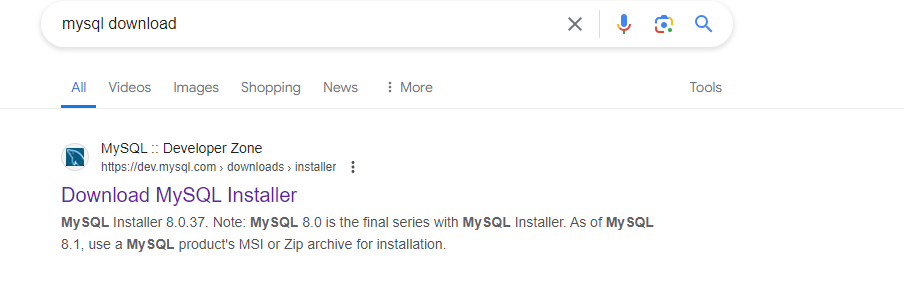 mysql download
All Videos Images Shopping News More Tools
MySQL :: Developer Zone
https://dev.mysql.com › downloads › installer
Download MySQL Installer
MySQL Installer 8.0.37. Note: MySQL 8.0 is the final series with MySQL Installer. As of MySQL
8.1, use a MySQL product's MSI or Zip archive for installation.